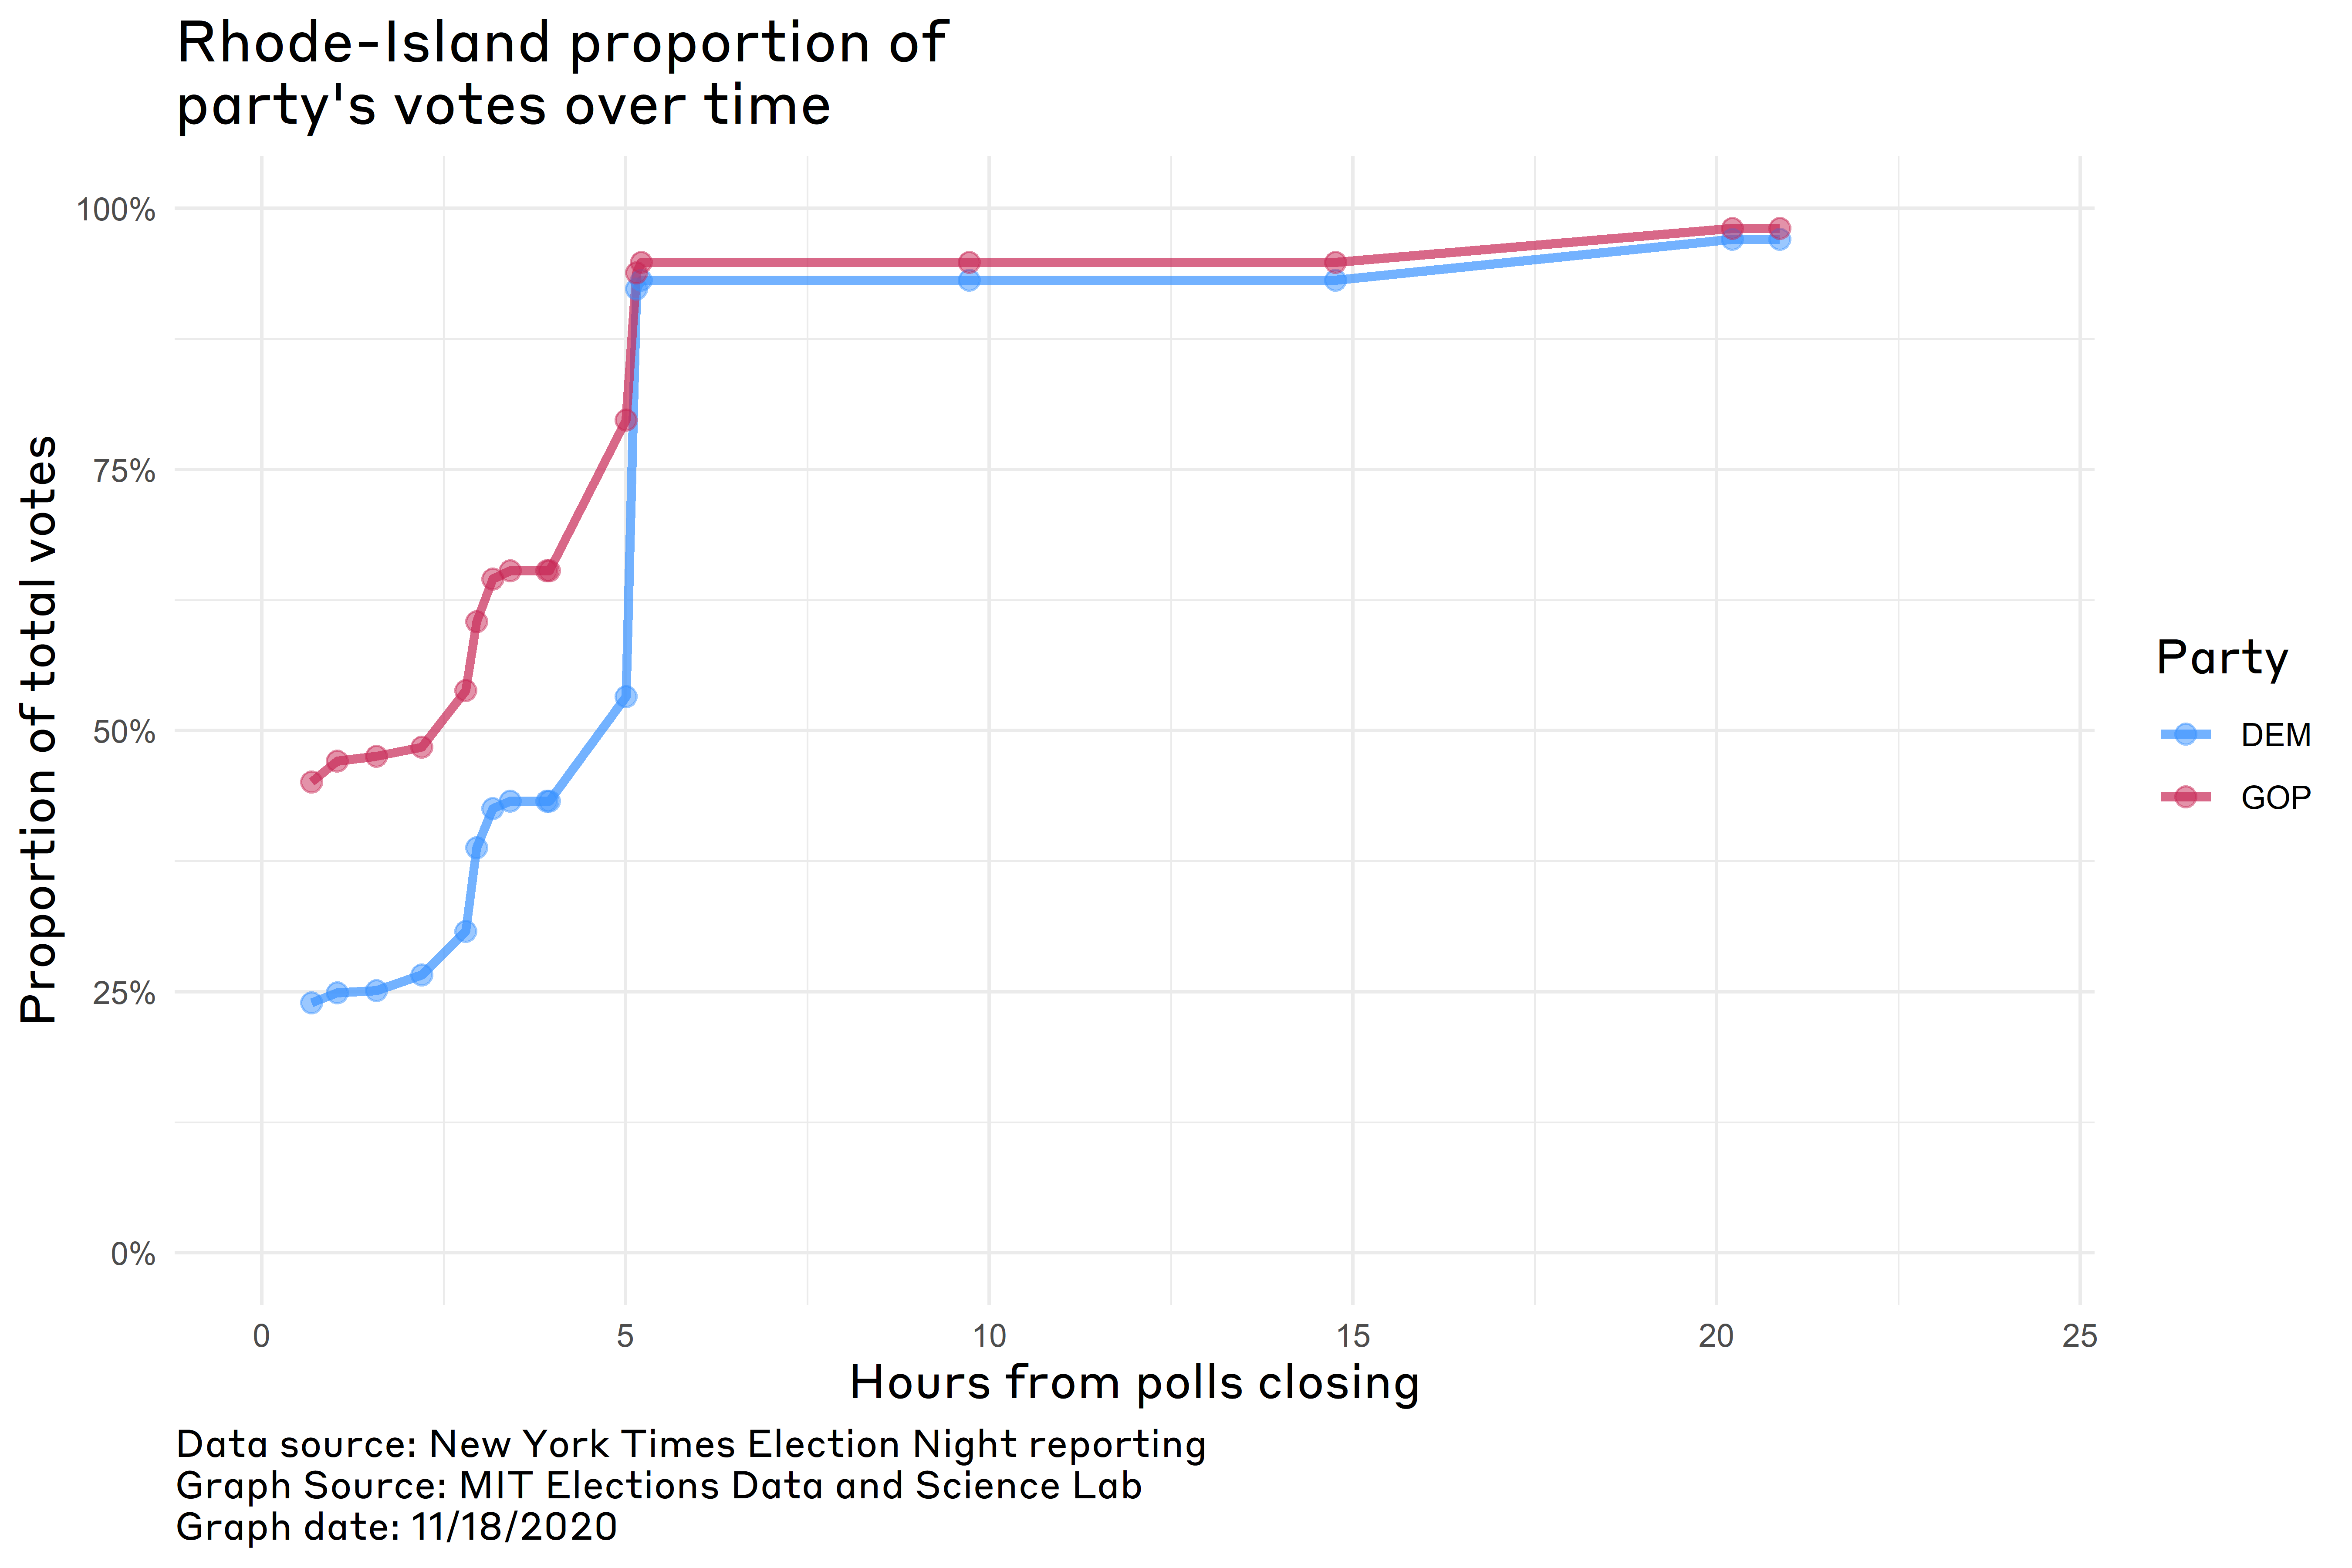 Rhode-Island proportion of
party's votes over time
100%
75%
50%
25%
0%
Proportion of total votes
0 5 10 15 20 25
Hours from polls closing
Party
DEM
GOP
Data source: New York Times Election Night reporting
Graph Source: MIT Elections Data and Science Lab
Graph date: 11/18/2020